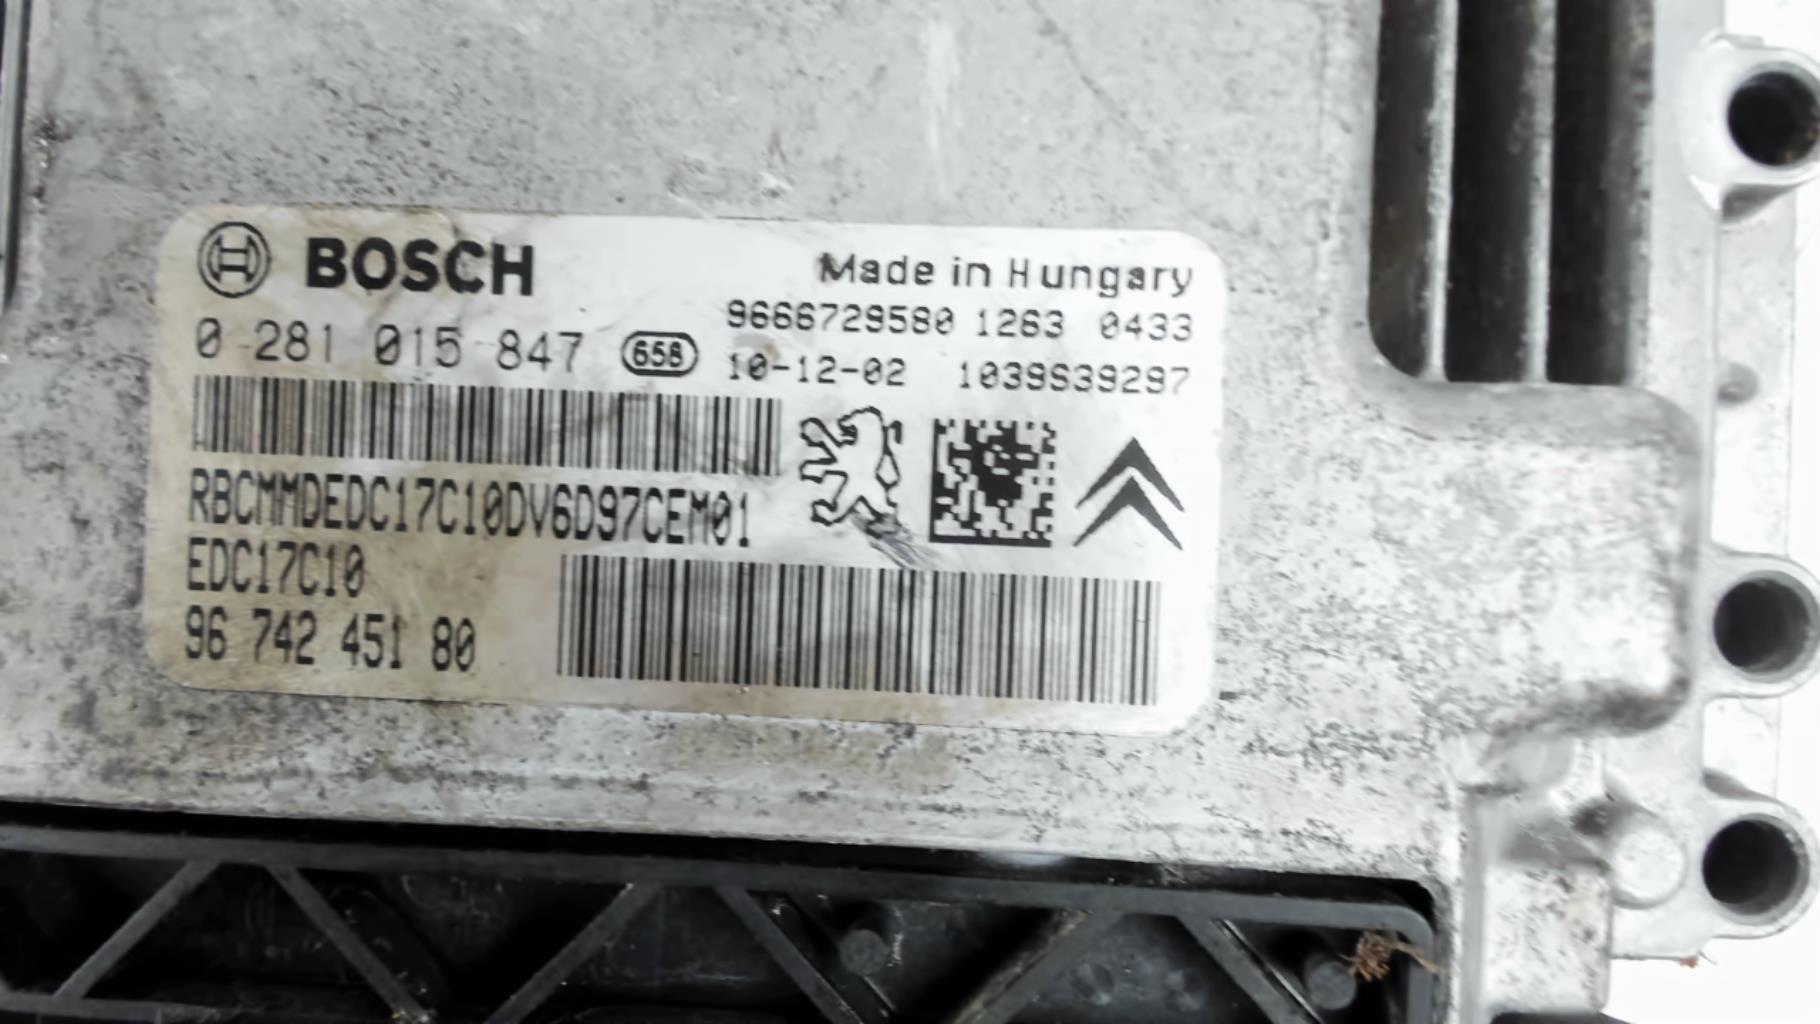 BOSCH
Made in Hungary
9666729580 1263 0433
0 281 015 847 658
10-12-02 1039S39297
RBCMMDEDC17C10DV6D97CEM01
EDC17C10
96 742 451 80